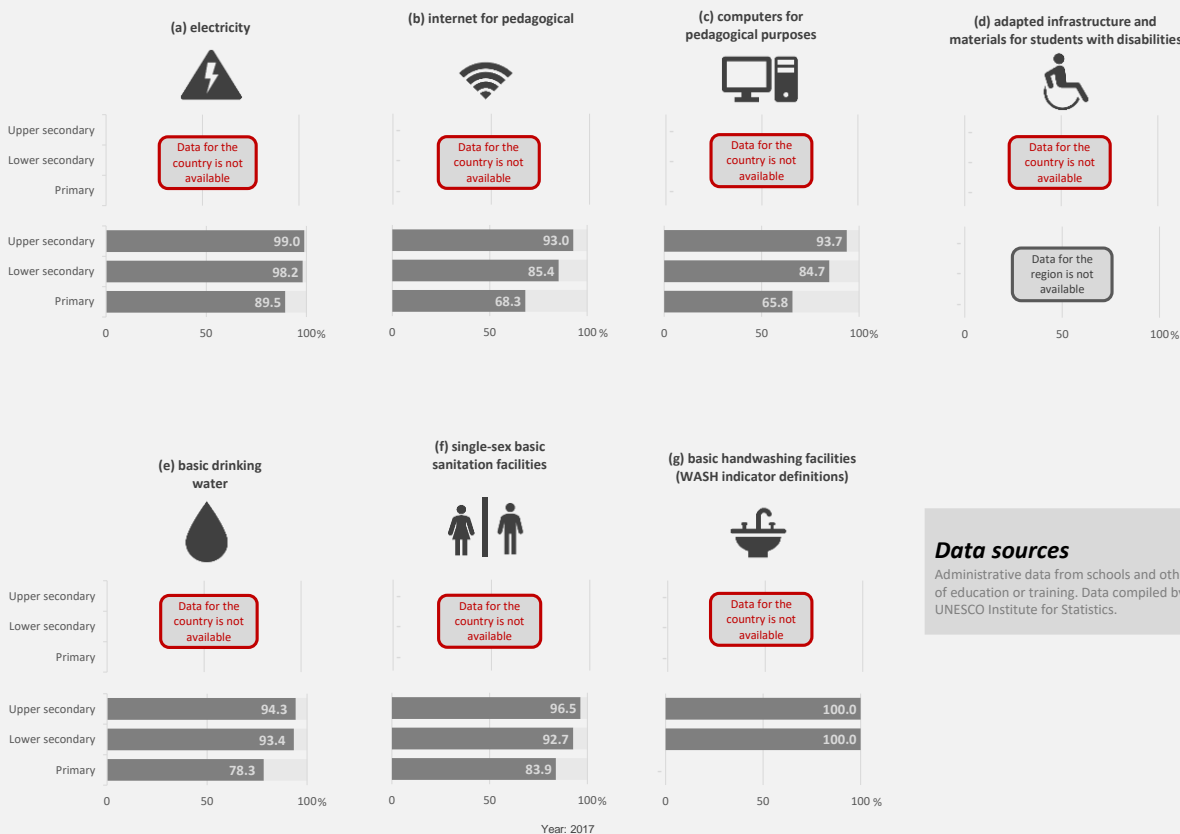 (a) electricity
(b) internet for pedagogical
(c) computers for
pedagogical purposes
(d) adapted infrastructure and
materials for students with disabilities
Upper secondary
Lower secondary
Primary
Data for the
country is not
available
Data for the
country is not
available
Data for the
country is not
available
Data for the
country is not
available
Upper secondary
Lower secondary
Primary
99.0
98.2
89.5
0 50 100%
93.0
85.4
68.3
0 50 100%
93.7
84.7
65.8
0 50 100%
Data for the
region is not
available
0 50 100%
(e) basic drinking
water
(f) single-sex basic
sanitation facilities
(g) basic handwashing facilities
(WASH indicator definitions)
Upper secondary
Lower secondary
Primary
Data for the
country is not
available
Data for the
country is not
available
Data for the
country is not
available
Upper secondary
Lower secondary
Primary
94.3
93.4
78.3
0 50 100%
96.5
92.7
83.9
0 50 100%
100.0
100.0
0 50 100 %
Year: 2017
Data sources
Administrative data from schools and oth
of education or training. Data compiled by
UNESCO Institute for Statistics.